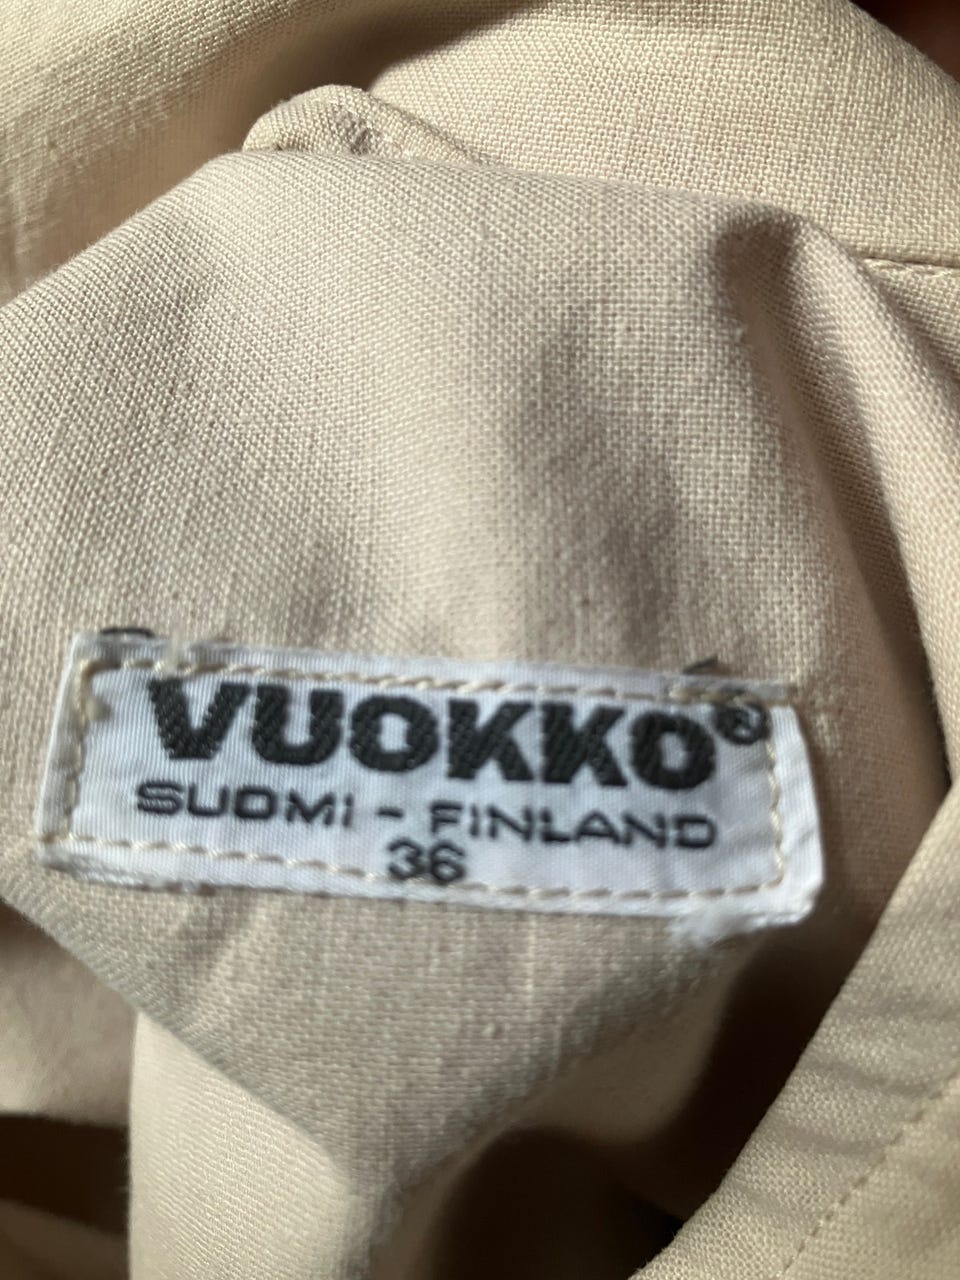 VUOKKO®
SUOMI - FINLAND
36